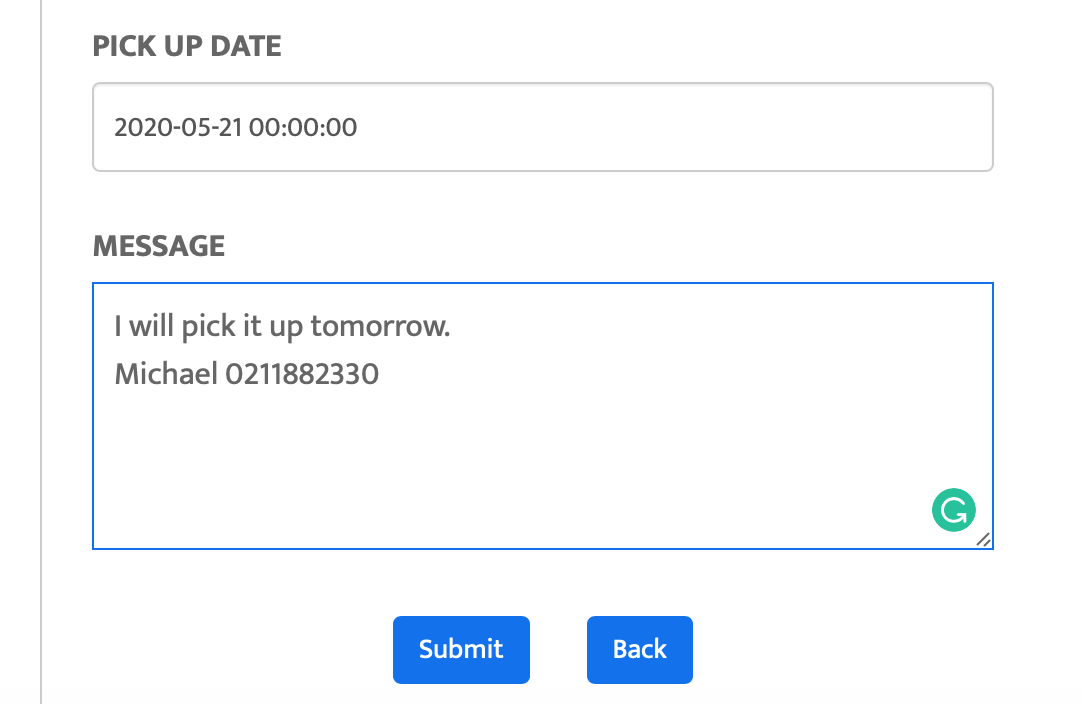 PICK UP DATE
2020-05-21 00:00:00
MESSAGE
I will pick it up tomorrow.
Michael 0211882330
Submit
Back